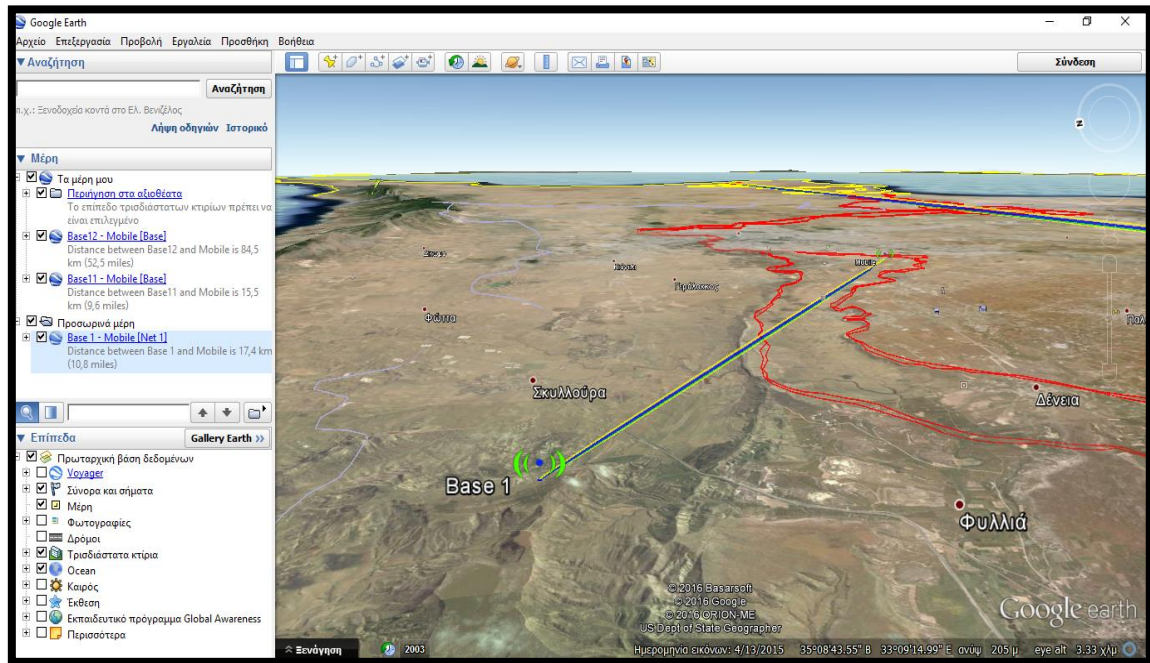 Google Earth
Αρχείο Επεξεργασία Προβολή Εργαλεία Προσθήκη Βοήθεια
Σύνδεση
▼ Αναζήτηση
Αναζήτηση
π.χ.: Ξενοδοχεία κοντά στο Ελ. Βενιζέλος
Λήψη οδηγιών Ιστορικό
▼ Μέρη
Τα μέρη μου
Περιήγηση στα αξιοθέατα
Το επίπεδο τρισδιάστατων κτιρίων πρέπει να
είναι επιλεγμένο
Base12 - Mobile [Base]
Distance between Base12 and Mobile is 84,5
km (52,5 miles)
Base11 - Mobile [Base]
Distance between Base11 and Mobile is 15,5
km (9,6 miles)
Προσωρινά μέρη
Base 1 - Mobile [Net 1]
Distance between Base 1 and Mobile is 17,4 km
(10,8 miles)
▼ Επίπεδα
Gallery Earth »
Πρωταρχική βάση δεδομένων
Voyager
Σύνορα και σήματα
Μέρη
Φωτογραφίες
Δρόμοι
Τρισδιάστατα κτίρια
Ocean
Καιρός
Έκθεση
Εκπαιδευτικό πρόγραμμα Global Awareness
Περισσότερα
Mobile
Περόλακκος
Φώττα
Παλ
Σκυλλούρα
Δένεια
Base 1
Φυλλιά
© 2016 Basarsoft
© 2016 Google
© 2016 ORION-ME
US Dept of State Geographer
Google earth
Ξενάγηση
2003
Ημερομηνία εικόνων: 4/13/2015 35°08'43.55" Β 33°09'14.99" Ε ανύψ 205 μ eye alt 3.33 χλμ